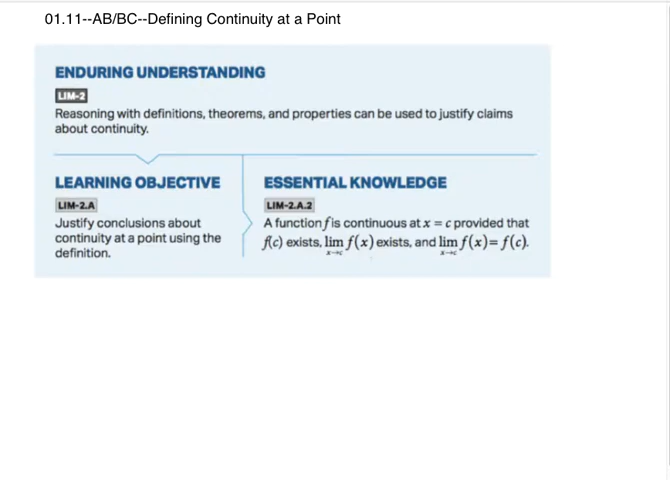 01.11--AB/BC--Defining Continuity at a Point
ENDURING UNDERSTANDING
LIM-2
Reasoning with definitions, theorems, and properties can be used to justify claims
about continuity.
LEARNING OBJECTIVE
LIM-2.A
Justify conclusions about
continuity at a point using the
definition.
ESSENTIAL KNOWLEDGE
LIM-2.A.2
A function f is continuous at x = c provided that
f(c) exists, lim x→c f(x) exists, and lim x→c f(x) = f(c).